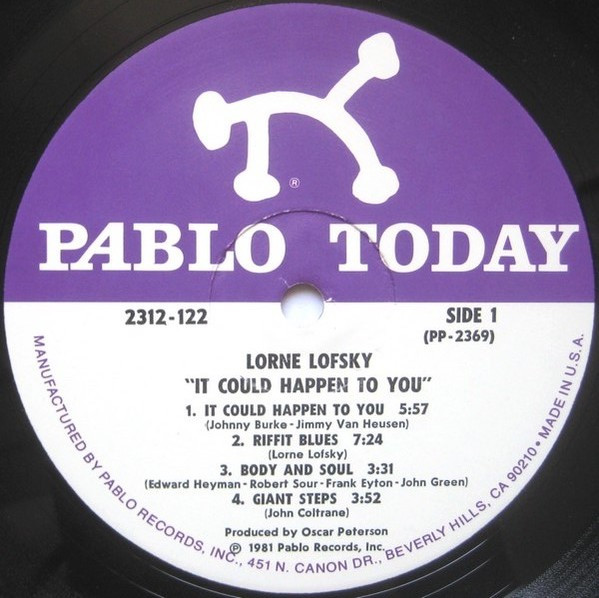 ®
PABLO TODAY
2312-122
SIDE 1
(PP-2369)
LORNE LOFSKY
"IT COULD HAPPEN TO YOU"
1. IT COULD HAPPEN TO YOU 5:57
(Johnny Burke-Jimmy Van Heusen)
2. RIFFIT BLUES 7:24
(Lorne Lofsky)
3. BODY AND SOUL 3:31
(Edward Heyman-Robert Sour-Frank Eyton-John Green)
4. GIANT STEPS 3:52
(John Coltrane)
Produced by Oscar Peterson
℗ 1981 Pablo Records, Inc.
MANUFACTURED BY PABLO RECORDS, INC., 451 N. CANON DR., BEVERLY HILLS, CA 90210 • MADE IN U.S.A.